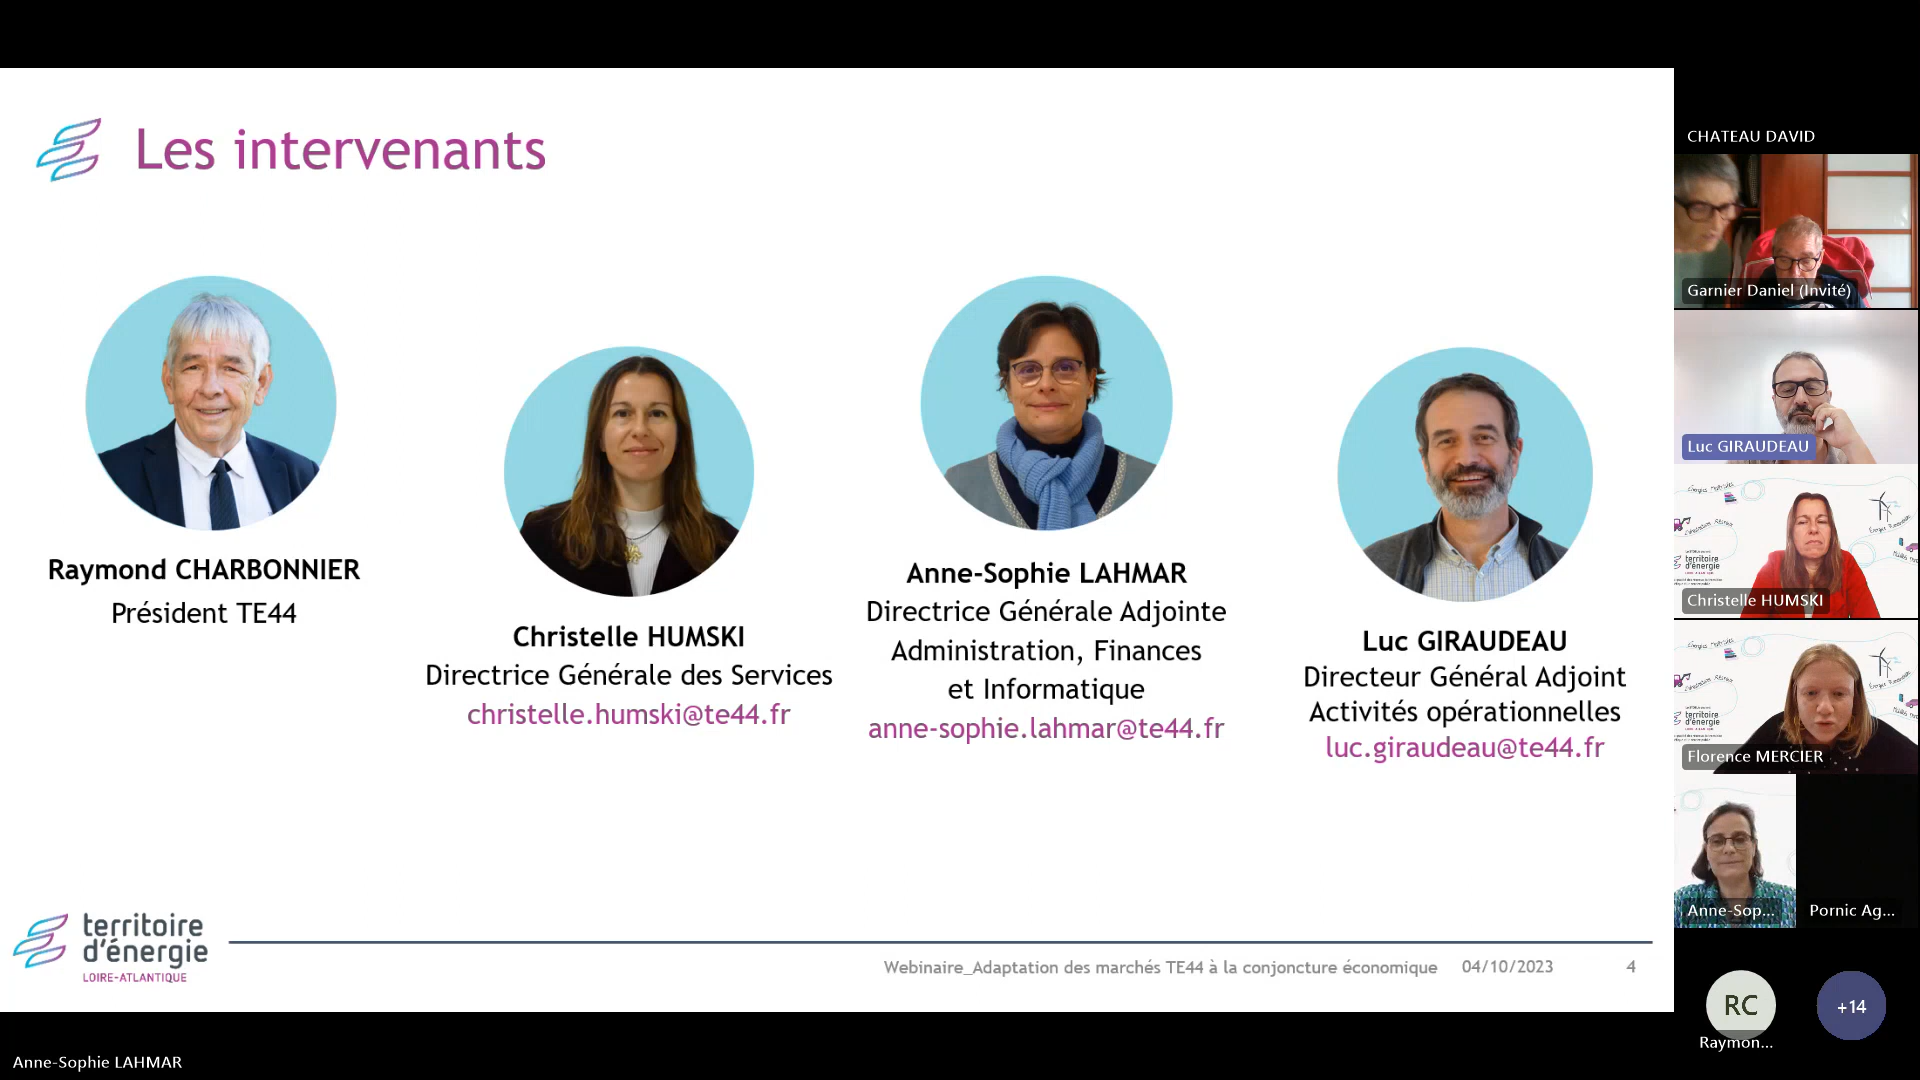 Les intervenants
Raymond CHARBONNIER
Président TE44
Christelle HUMSKI
Directrice Générale des Services
christelle.humski@te44.fr
Anne-Sophie LAHMAR
Directrice Générale Adjointe
Administration, Finances
et Informatique
anne-sophie.lahmar@te44.fr
Luc GIRAUDEAU
Directeur Général Adjoint
Activités opérationnelles
luc.giraudeau@te44.fr
territoire
d'énergie
LOIRE-ATLANTIQUE
Webinaire_Adaptation des marchés TE44 à la conjoncture économique
04/10/2023
4
CHATEAU DAVID
Garnier Daniel (Invité)
Luc GIRAUDEAU
territoire
d'énergie
Christelle HUMSKI
territoire
d'énergie
Florence MERCIER
Anne-Sop...
Pornic Ag...
RC
Raymon...
+14
Anne-Sophie LAHMAR